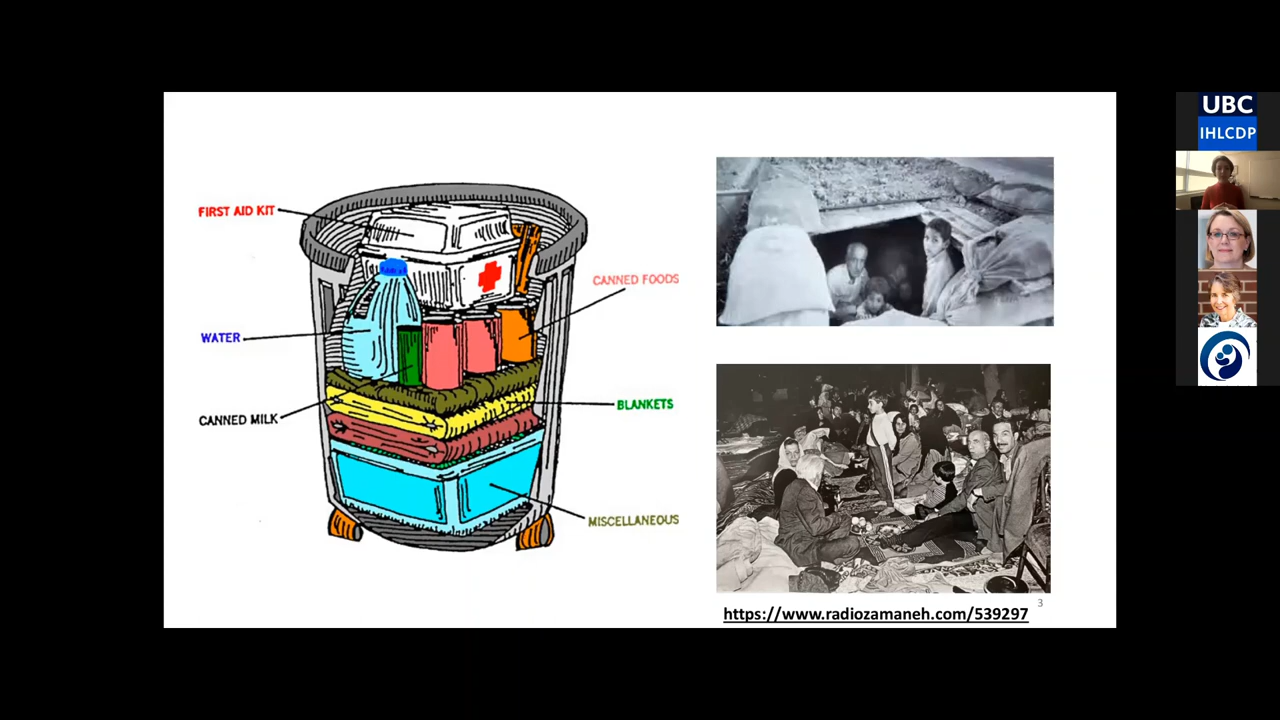 FIRST AID KIT
CANNED FOODS
WATER
CANNED MILK
BLANKETS
MISCELLANEOUS
https://www.radiozamaneh.com/539297
3
UBC
IHLCDP